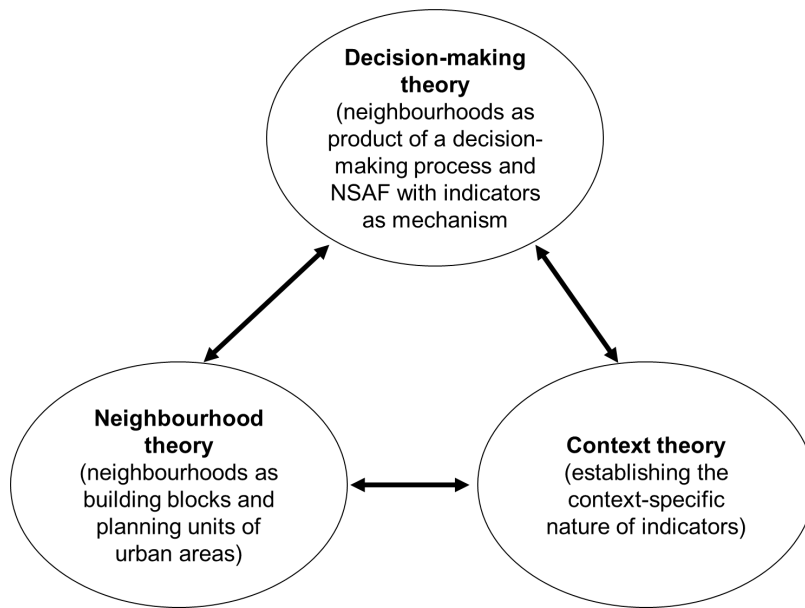 Decision-making
theory
(neighbourhoods as
product of a decision-
making process and
NSAF with indicators
as mechanism
Neighbourhood
theory
(neighbourhoods as
building blocks and
planning units of
urban areas)
Context theory
(establishing the
context-specific
nature of indicators)